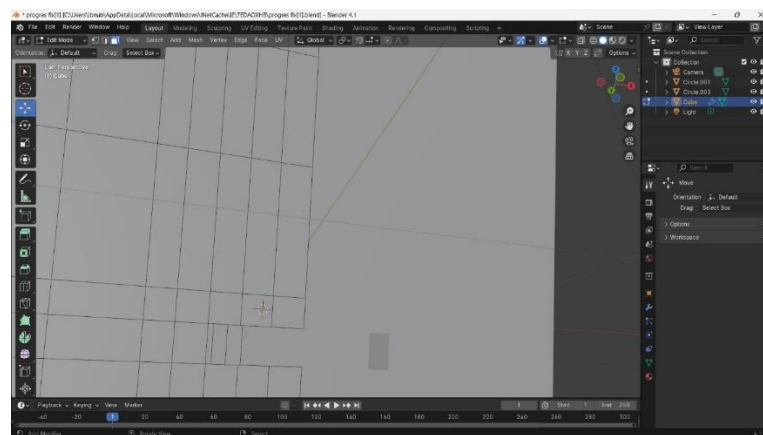 * progres fix[1] [C:\Users\bnub\AppData\Local\Microsoft\Windows\INetCache\IE\7EDAOXHB\progres fix[1].blend] - Blender 4.1
File Edit Render Window Help Layout Modeling Sculpting UV Editing Texture Paint Shading Animation Rendering Compositing Scripting + Scene View Layer
Edit Mode View Select Add Mesh Vertex Edge Face UV Global
Orientation: Default Drag: Select Box X Y Z Options
User Perspective
(1) Cube
Scene Collection
Collection
Camera
Circle.001
Circle.003
Cube
Light
Search
Move
Orientation Default
Drag: Select Box
Options
Workspace
Playback Keying View Marker 1 Start 1 End 250
-40 -20 1 20 40 60 80 100 120 140 160 180 200 220 240 260 280 300
Rotate View
Select